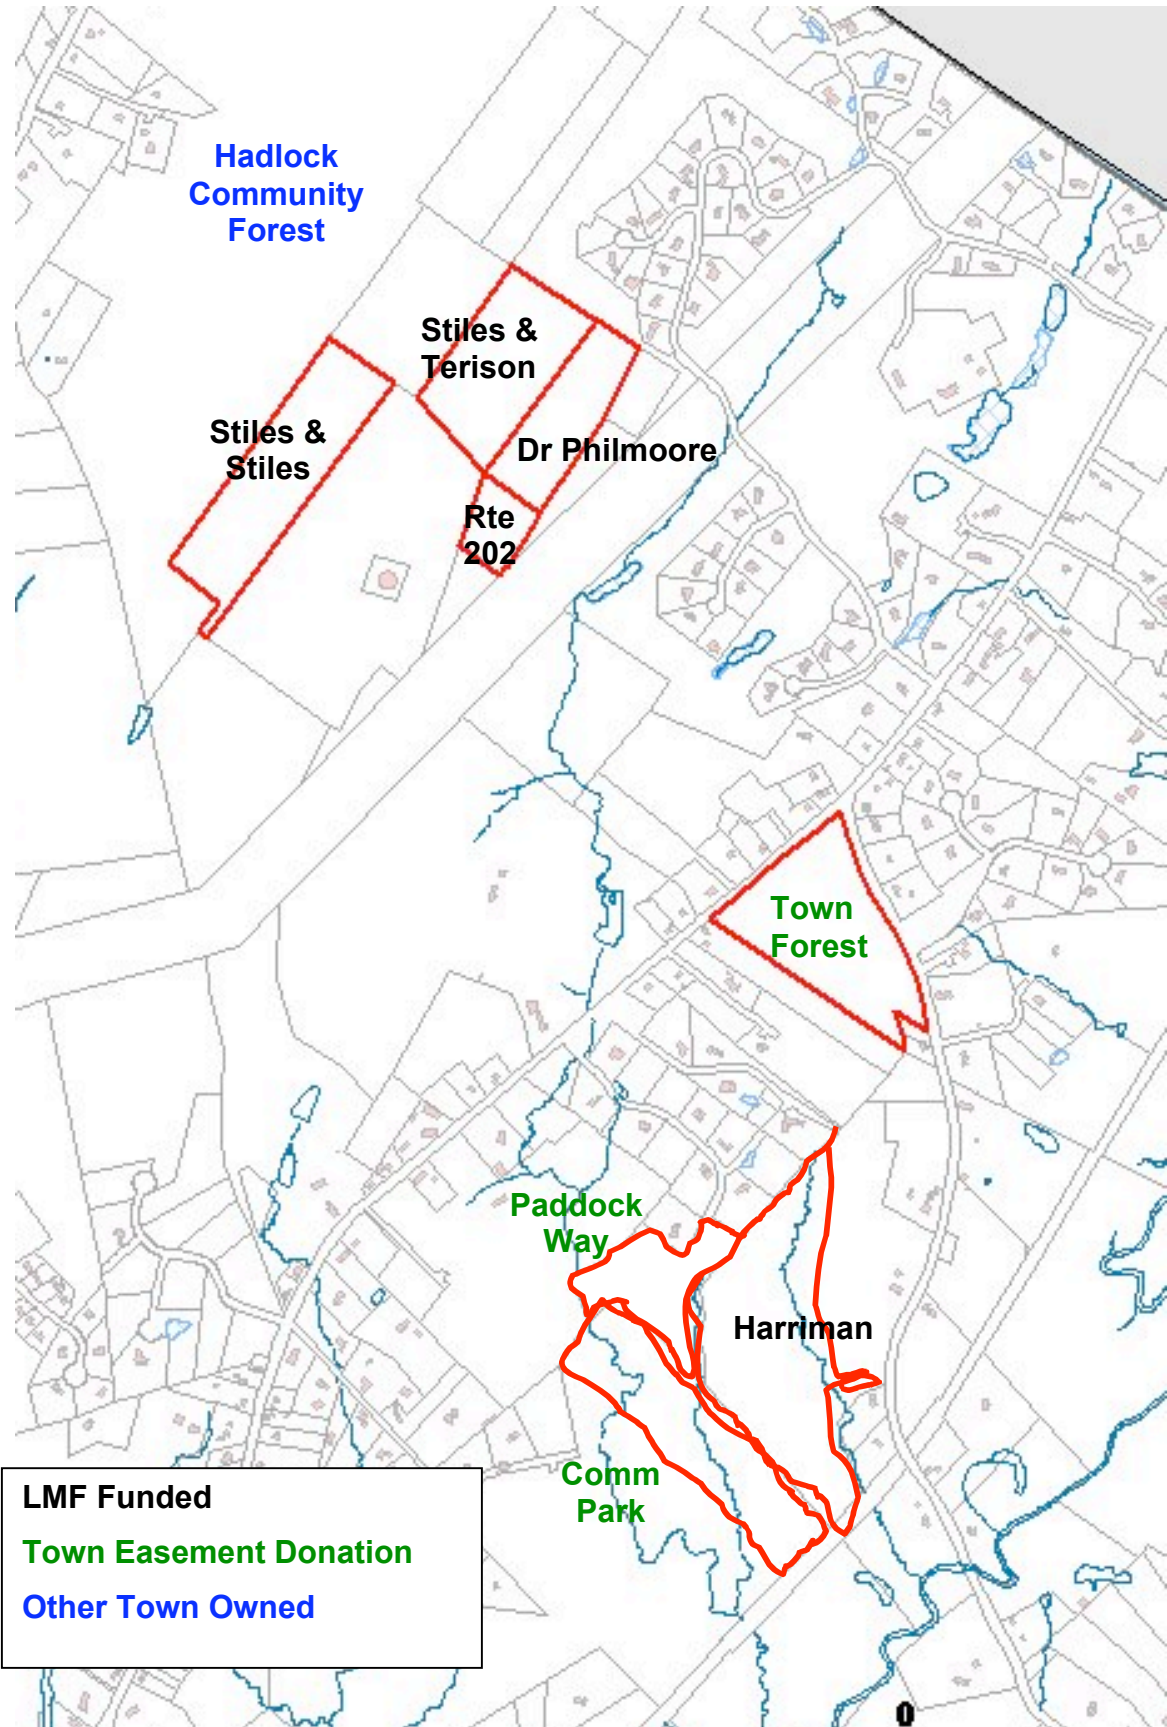 Hadlock
Community
Forest
Stiles &
Terison
Stiles &
Stiles
Dr Philmoore
Rte
202
Town
Forest
Paddock
Way
Harriman
Comm
Park
LMF Funded
Town Easement Donation
Other Town Owned
0